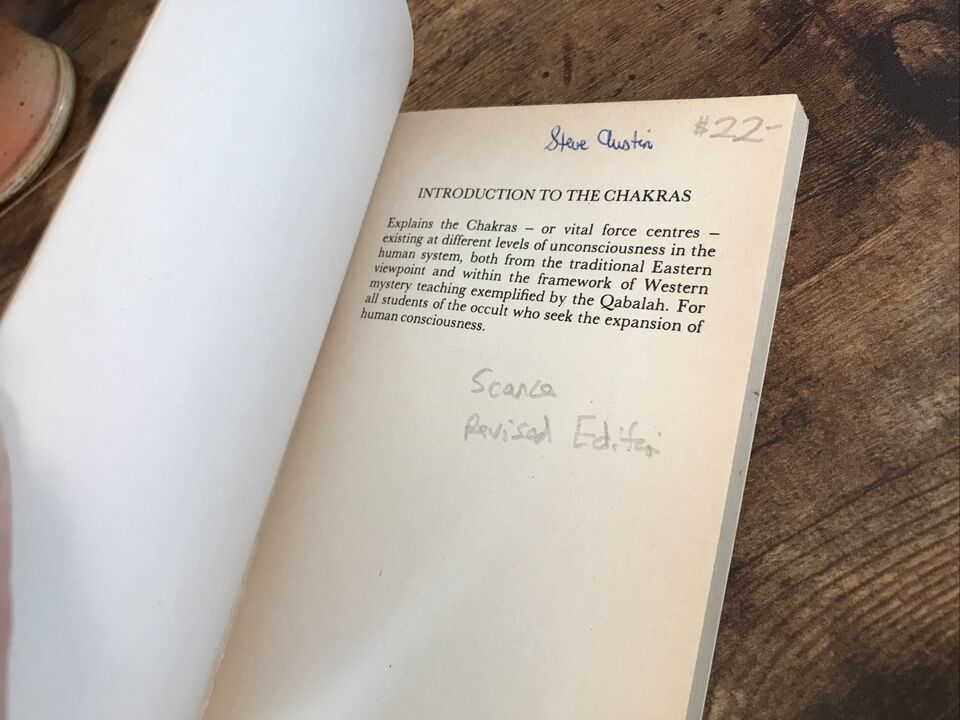 Steve Austin $22-
INTRODUCTION TO THE CHAKRAS
Explains the Chakras – or vital force centres –
existing at different levels of unconsciousness in the
human system, both from the traditional Eastern
viewpoint and within the framework of Western
mystery teaching exemplified by the Qabalah. For
all students of the occult who seek the expansion of
human consciousness.
Scarce
Revised Edition